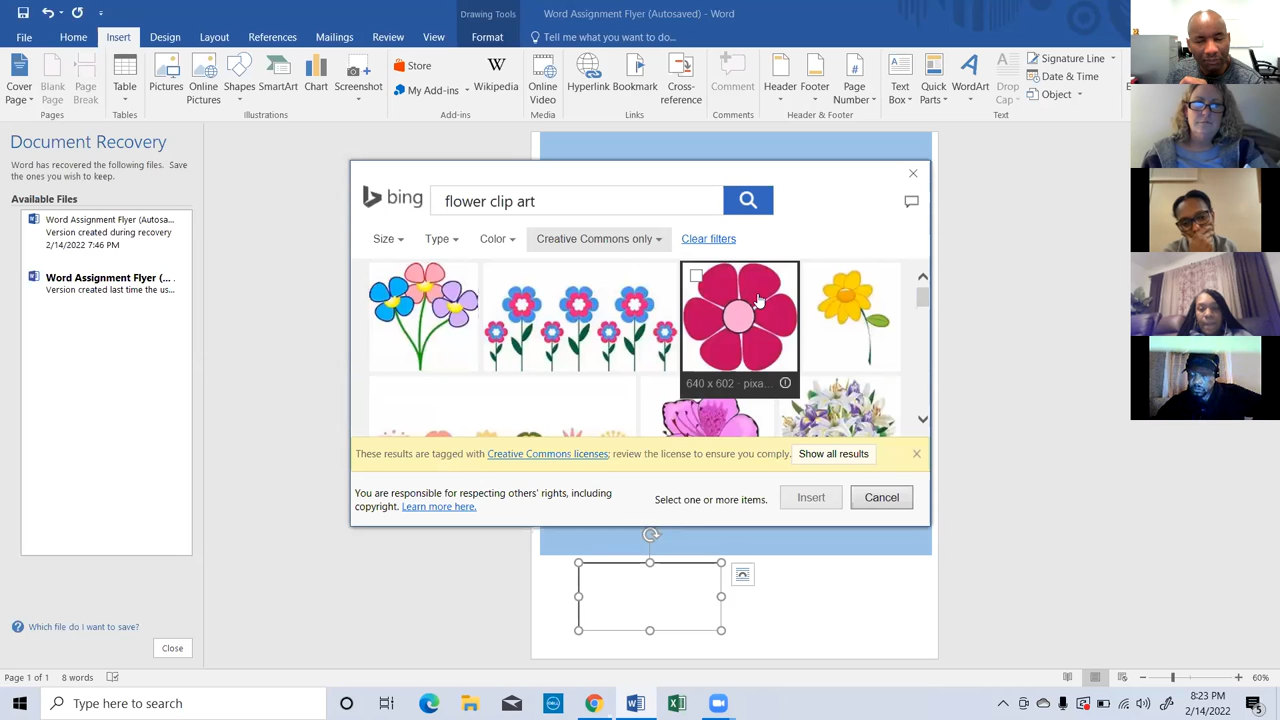 Drawing Tools
Word Assignment Flyer (Autosaved) - Word
File Home Insert Design Layout References Mailings Review View Format Tell me what you want to do...
Cover Page
Blank Page
Page Break
Table
Pictures
Online Pictures
Shapes
SmartArt
Chart
Screenshot
Store
My Add-ins
Wikipedia
Online Video
Hyperlink
Bookmark
Cross-reference
Comment
Header
Footer
Page Number
Text Box
Quick Parts
WordArt
Drop Cap
Signature Line
Date & Time
Object
Pages Tables Illustrations Add-ins Media Links Comments Header & Footer Text
Document Recovery
Word has recovered the following files. Save
the ones you wish to keep.
Available Files
Word Assignment Flyer (Autosa...
Version created during recovery
2/14/2022 7:46 PM
Word Assignment Flyer (...
Version created last time the us...
Which file do I want to save?
Close
bing
flower clip art
Size Type Color Creative Commons only Clear filters
640 x 602 · pixa...
These results are tagged with Creative Commons licenses; review the license to ensure you comply. Show all results
You are responsible for respecting others' rights, including
copyright. Learn more here.
Select one or more items.
Insert Cancel
Page 1 of 1 8 words
60%
Type here to search
DELL
8:23 PM
2/14/2022
5